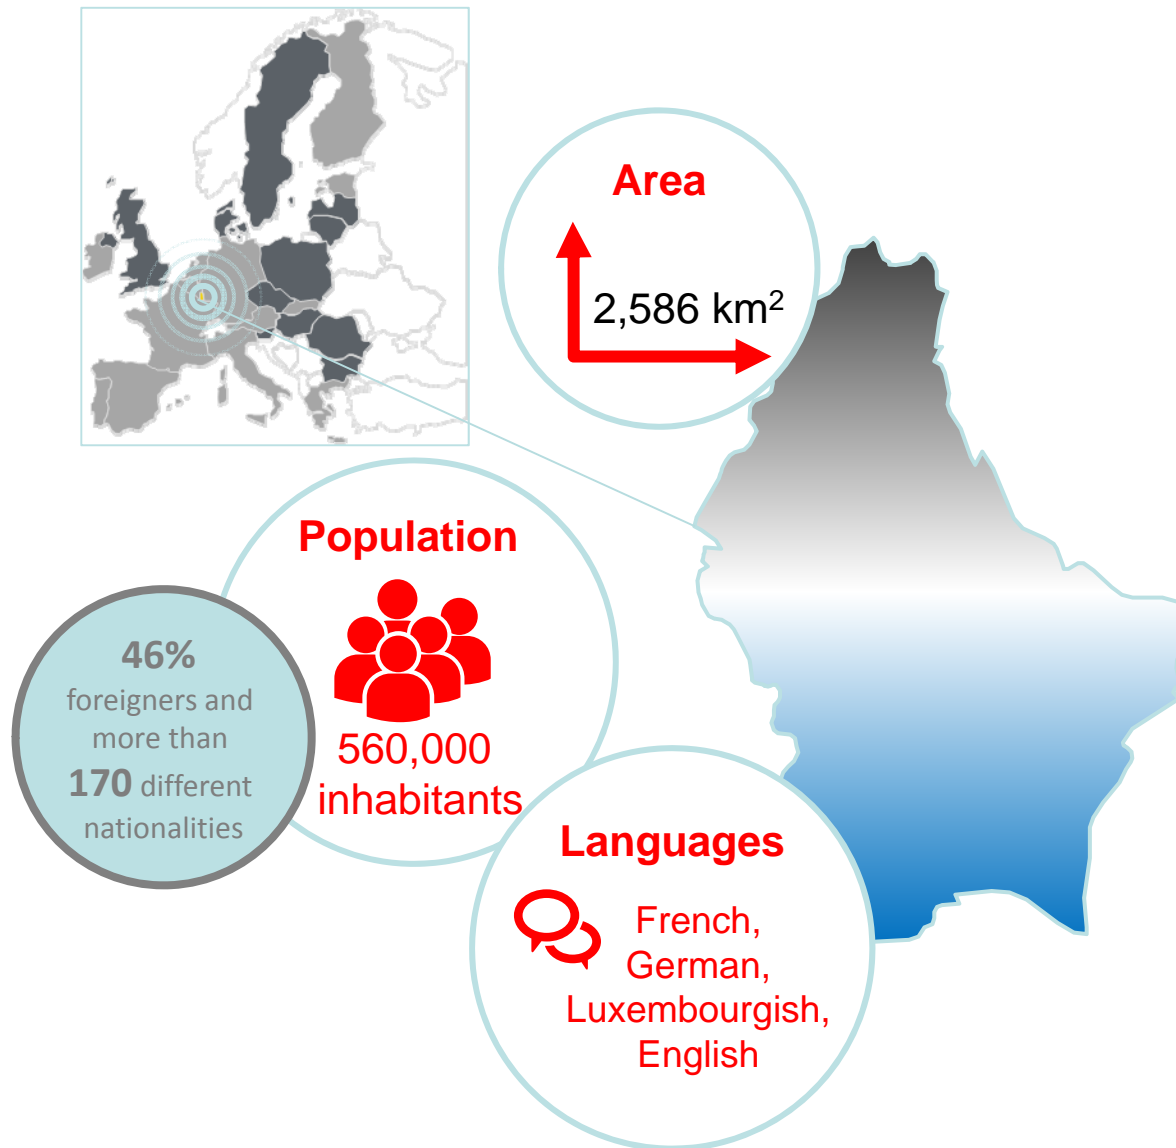 Area
2,586 km²
Population
560,000
inhabitants
46%
foreigners and
more than
170 different
nationalities
Languages
French,
German,
Luxembourgish,
English